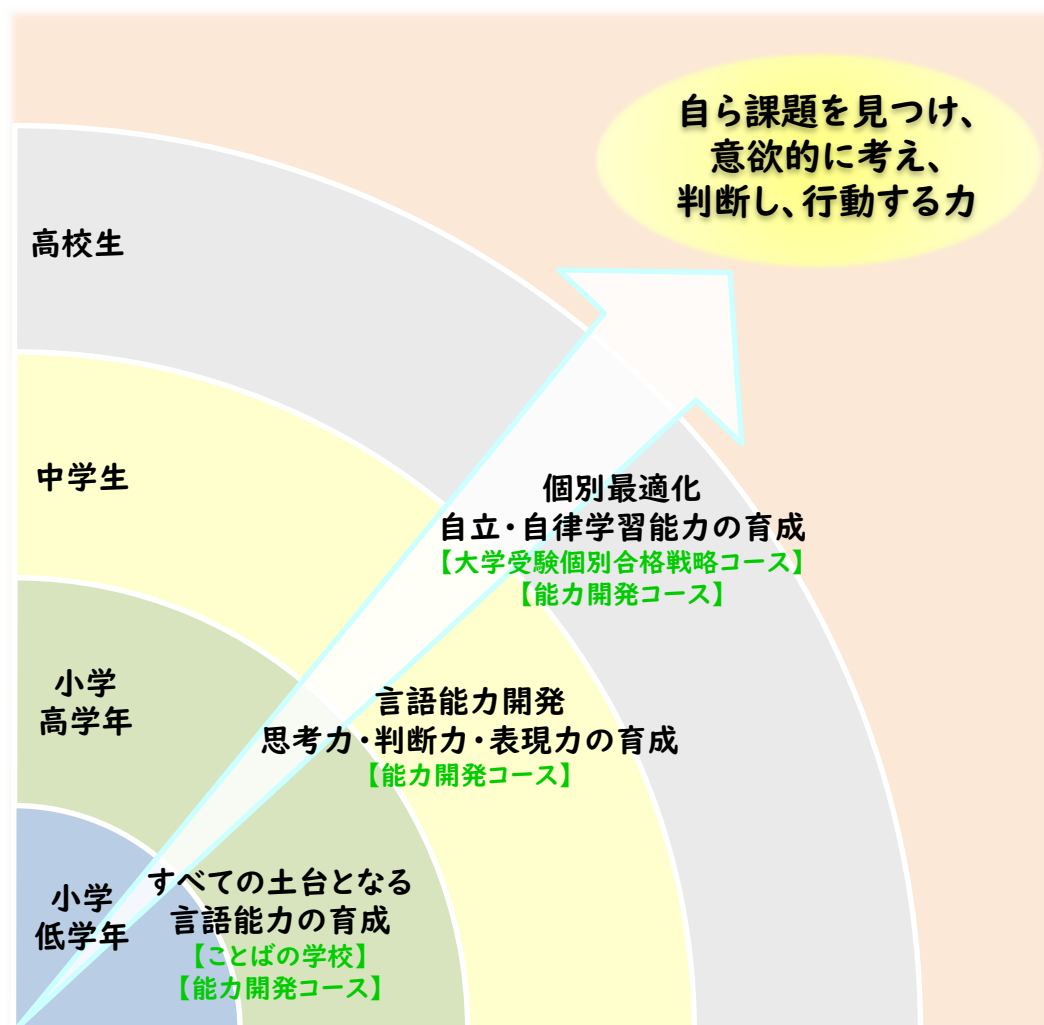 自ら課題を見つけ、
意欲的に考え、
判断し、行動する力
高校生
中学生
個別最適化
自立・自律学習能力の育成
【大学受験個別合格戦略コース】
【能力開発コース】
小学
高学年
言語能力開発
思考力・判断力・表現力の育成
【能力開発コース】
小学
低学年
すべての土台となる
言語能力の育成
【ことばの学校】
【能力開発コース】